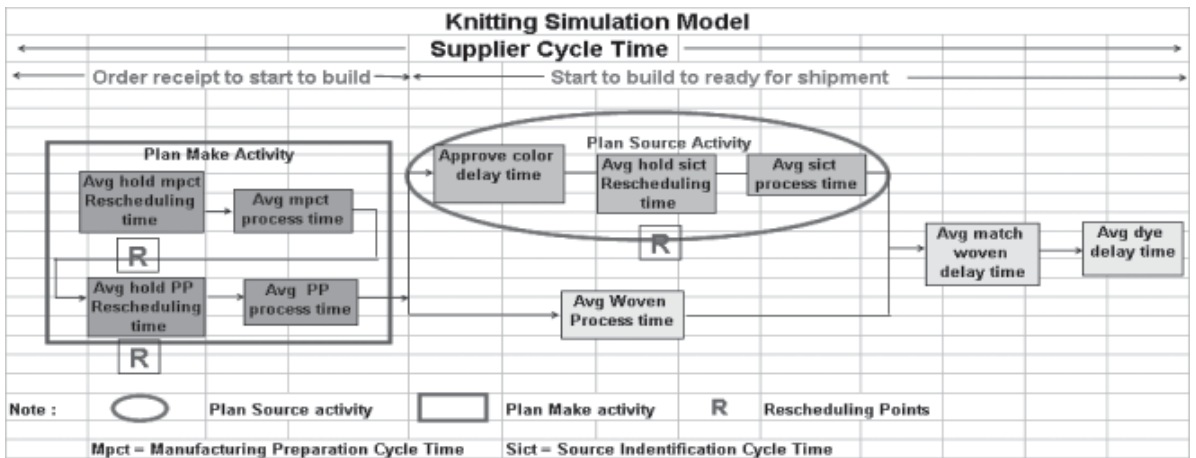 Knitting Simulation Model
Supplier Cycle Time
Order receipt to start to build
Start to build to ready for shipment
Plan Make Activity
Avg hold mpct
Rescheduling
time
Avg mpct
process time
R
Avg hold PP
Rescheduling
time
Avg PP
process time
R
Plan Source Activity
Approve color
delay time
Avg hold sict
Rescheduling
time
Avg sict
process time
R
Avg Woven
Process time
Avg match
woven
delay time
Avg dye
delay time
Note :
Plan Source activity
Plan Make activity
R Rescheduling Points
Mpct = Manufacturing Preparation Cycle Time
Sict = Source Indentification Cycle Time